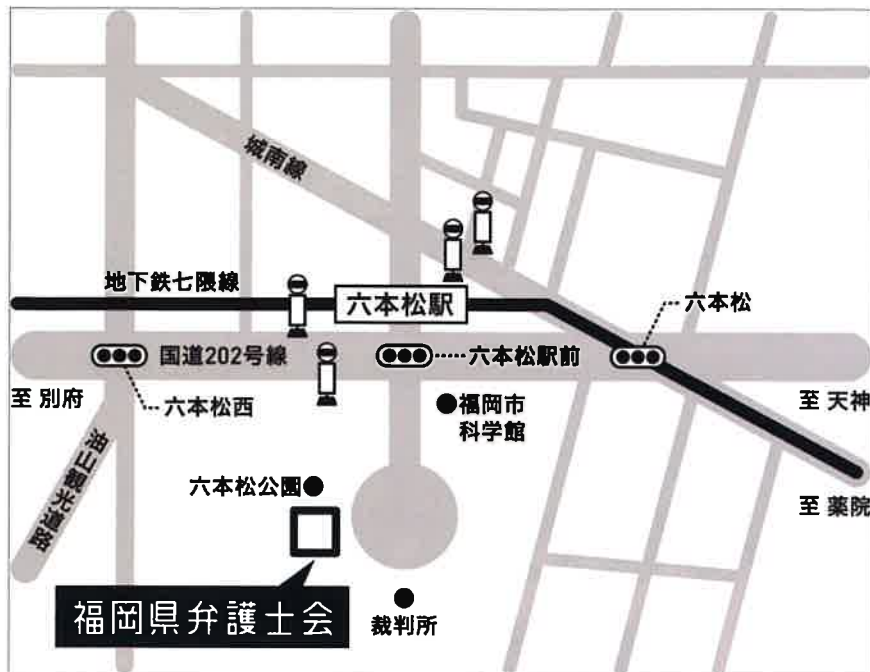 城南線
地下鉄七隈線
六本松駅
六本松
国道202号線
六本松駅前
至 別府
六本松西
福岡市
科学館
至 天神
油山観光道路
六本松公園
至 薬院
福岡県弁護士会
裁判所